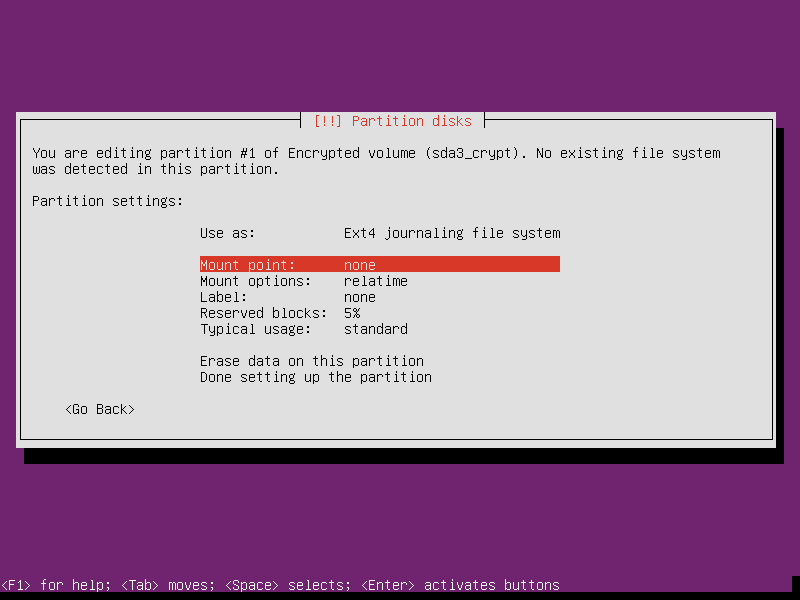 [!!] Partition disks
You are editing partition #1 of Encrypted volume (sda3_crypt). No existing file system
was detected in this partition.
Partition settings:
Use as: Ext4 journaling file system
Mount point: none
Mount options: relatime
Label: none
Reserved blocks: 5%
Typical usage: standard
Erase data on this partition
Done setting up the partition
<Go Back>
<F1> for help; <Tab> moves; <Space> selects; <Enter> activates buttons